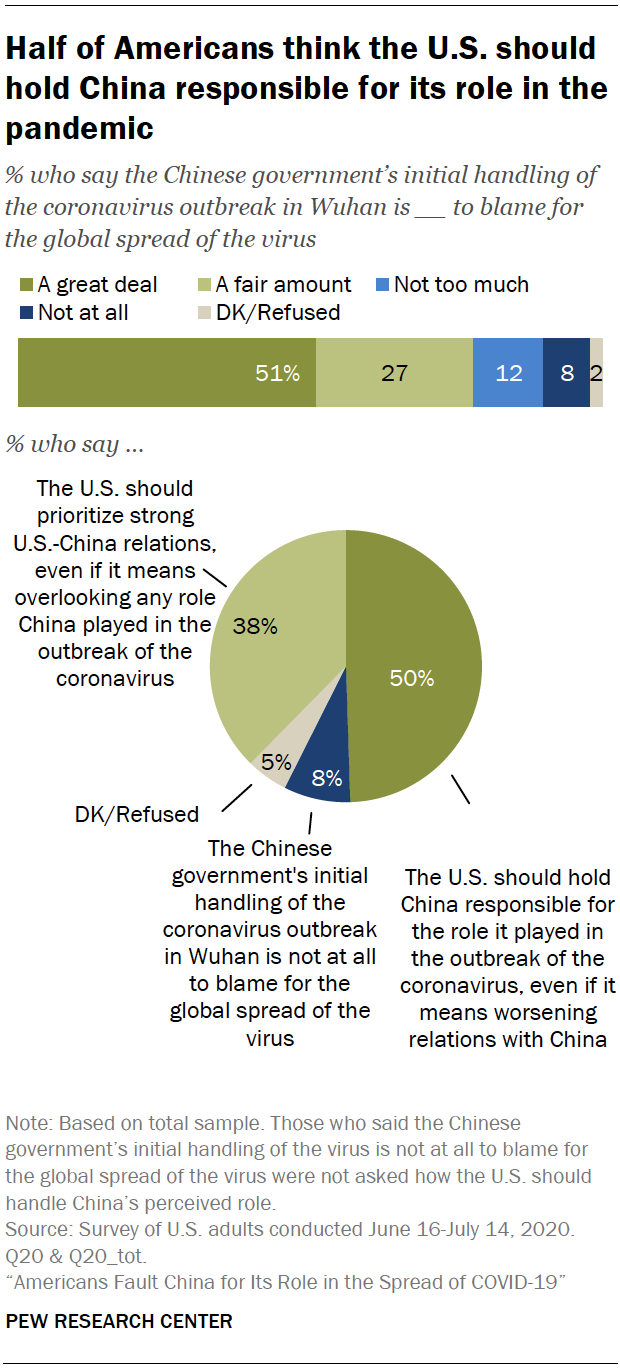 Half of Americans think the U.S. should
hold China responsible for its role in the
pandemic
% who say the Chinese government’s initial handling of
the coronavirus outbreak in Wuhan is __ to blame for
the global spread of the virus
A great deal
A fair amount
Not too much
Not at all
DK/Refused
51%
27
12
8
2
% who say ...
The U.S. should
prioritize strong
U.S.-China relations,
even if it means
overlooking any role
China played in the
outbreak of the
coronavirus
38%
50%
5%
8%
DK/Refused
The Chinese
government's initial
handling of the
coronavirus outbreak
in Wuhan is not at all
to blame for the
global spread of the
virus
The U.S. should hold
China responsible for
the role it played in
the outbreak of the
coronavirus, even if it
means worsening
relations with China
Note: Based on total sample. Those who said the Chinese
government’s initial handling of the virus is not at all to blame for
the global spread of the virus were not asked how the U.S. should
handle China’s perceived role.
Source: Survey of U.S. adults conducted June 16-July 14, 2020.
Q20 & Q20_tot.
“Americans Fault China for Its Role in the Spread of COVID-19”
PEW RESEARCH CENTER